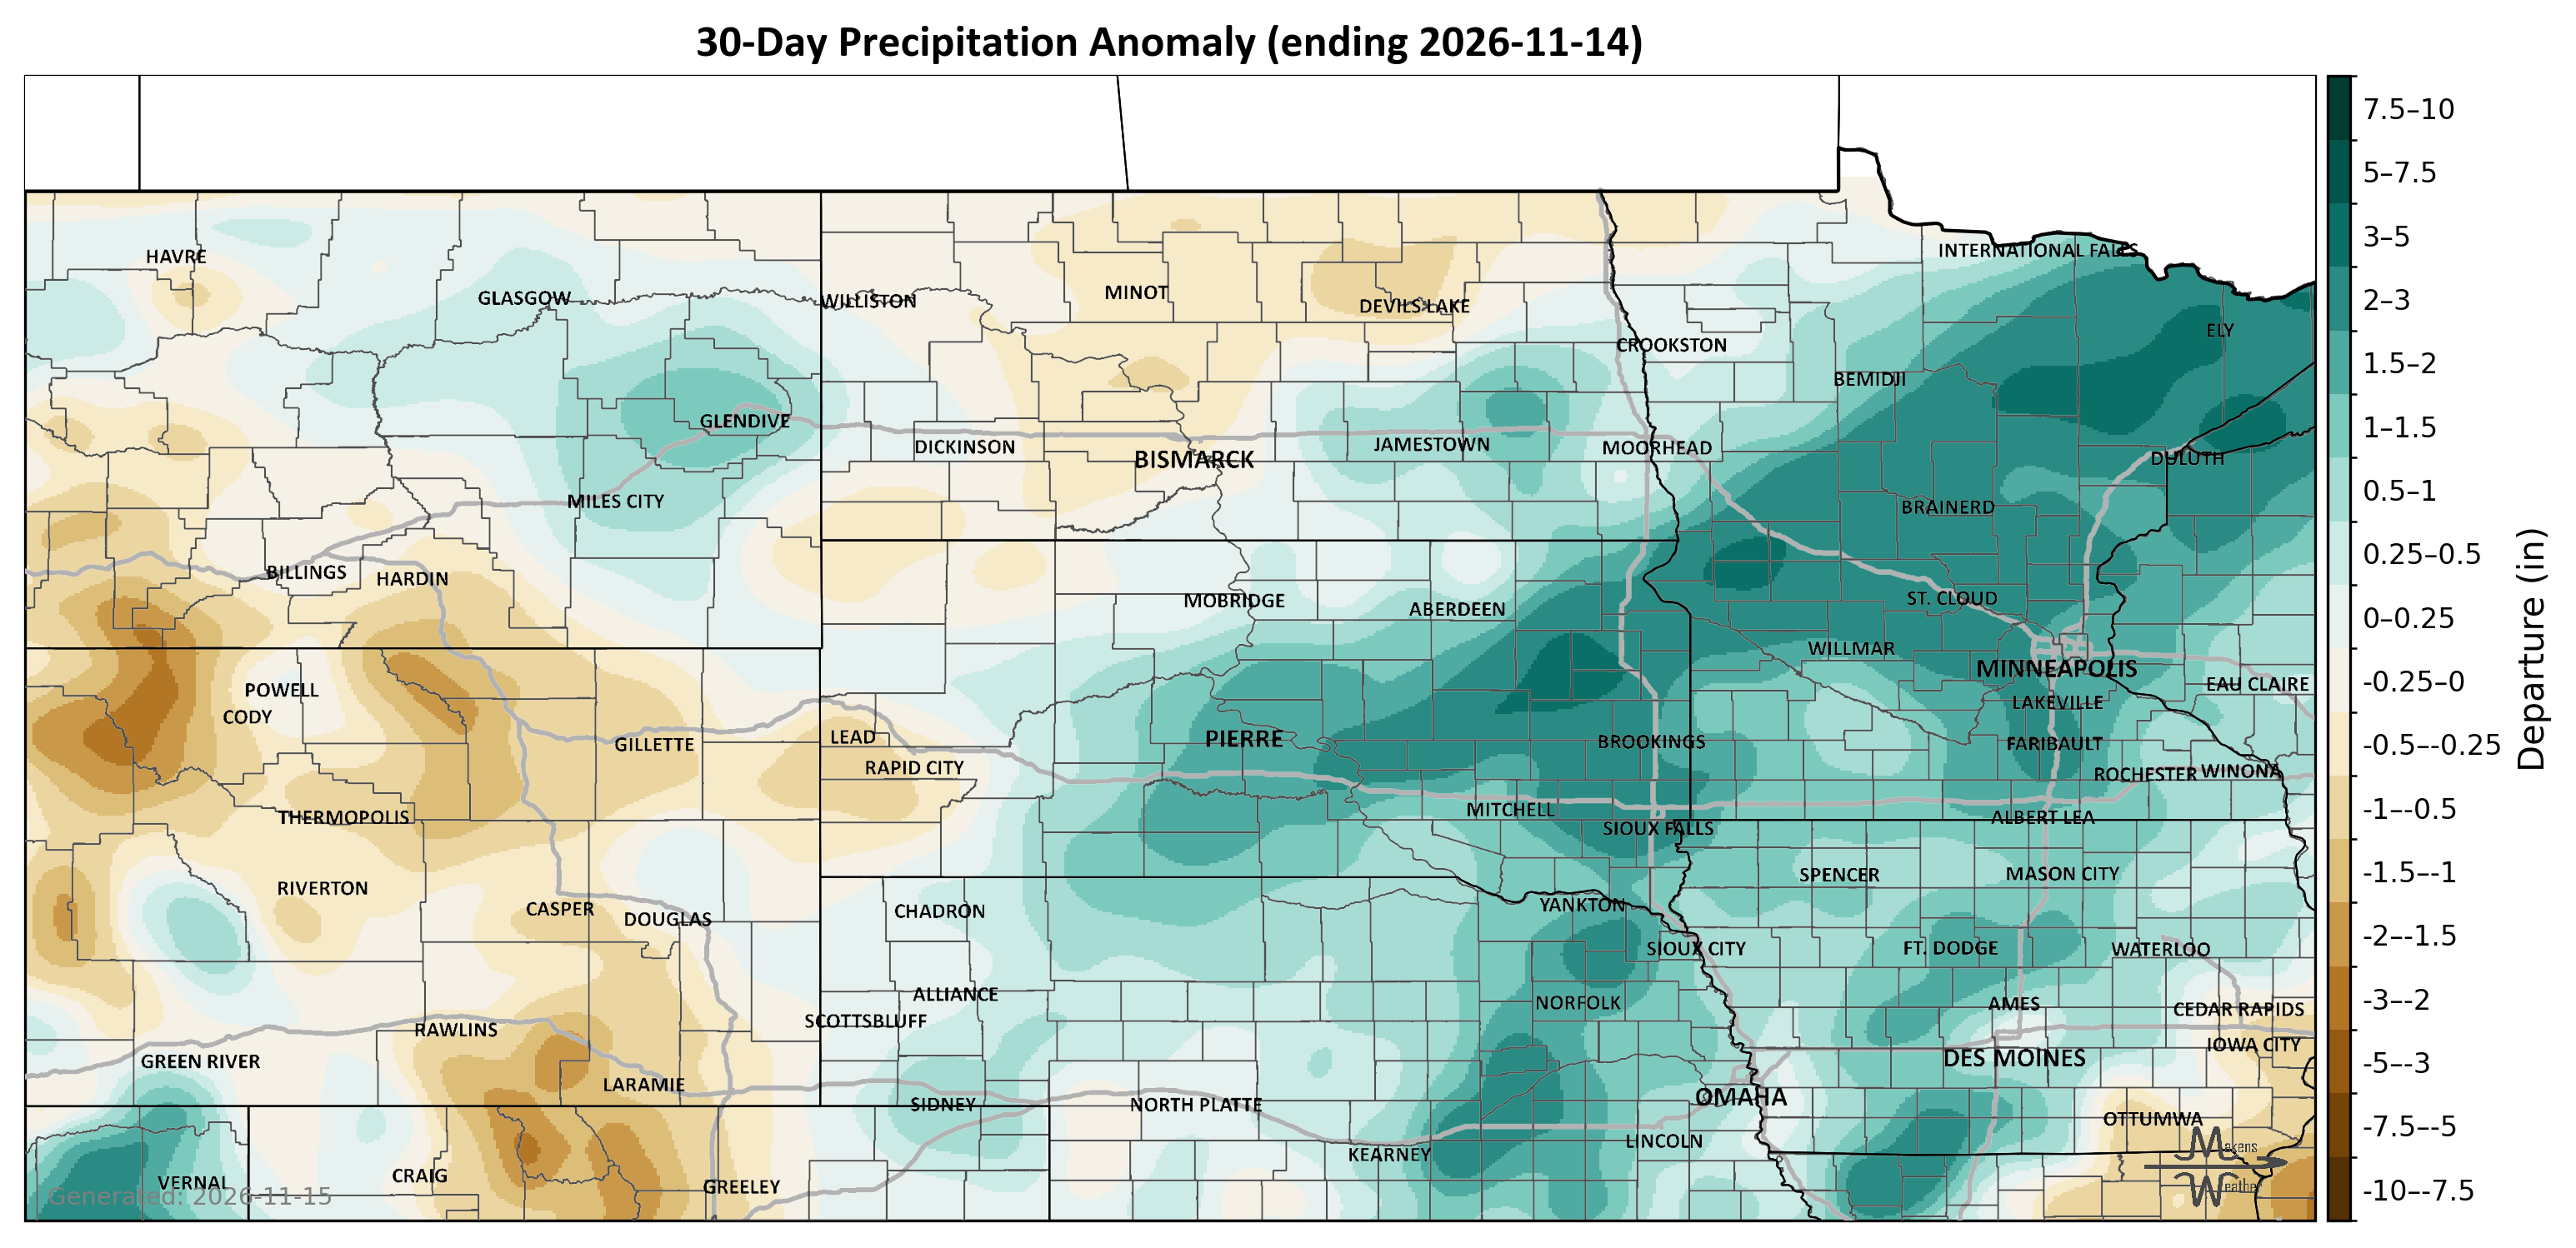 30-Day Precipitation Anomaly (ending 2026-11-14)
HAVRE
GLASGOW
WILLISTON
MINOT
DEVILS LAKE
INTERNATIONAL FALLS
ELY
CROOKSTON
BEMIDJI
GLENDIVE
DICKINSON
BISMARCK
JAMESTOWN
MOORHEAD
DULUTH
MILES CITY
BRAINERD
BILLINGS
HARDIN
MOBRIDGE
ABERDEEN
ST. CLOUD
WILLMAR
MINNEAPOLIS
POWELL
CODY
LAKEVILLE
EAU CLAIRE
GILLETTE
LEAD
RAPID CITY
PIERRE
BROOKINGS
FARIBAULT
ROCHESTER
WINONA
THERMOPOLIS
MITCHELL
SIOUX FALLS
ALBERT LEA
RIVERTON
CASPER
DOUGLAS
CHADRON
YANKTON
SPENCER
MASON CITY
SIOUX CITY
FT. DODGE
WATERLOO
ALLIANCE
NORFOLK
AMES
CEDAR RAPIDS
SCOTTSBLUFF
RAWLINS
GREEN RIVER
DES MOINES
IOWA CITY
LARAMIE
SIDNEY
NORTH PLATTE
OMAHA
OTTUMWA
LINCOLN
KEARNEY
VERNAL
CRAIG
GREELEY
Generated: 2026-11-15
Makens
Weather
7.5–10
5–7.5
3–5
2–3
1.5–2
1–1.5
0.5–1
0.25–0.5
0–0.25
-0.25–0
-0.5–-0.25
-1–-0.5
-1.5–-1
-2–-1.5
-3–-2
-5–-3
-7.5–-5
-10–-7.5
Departure (in)